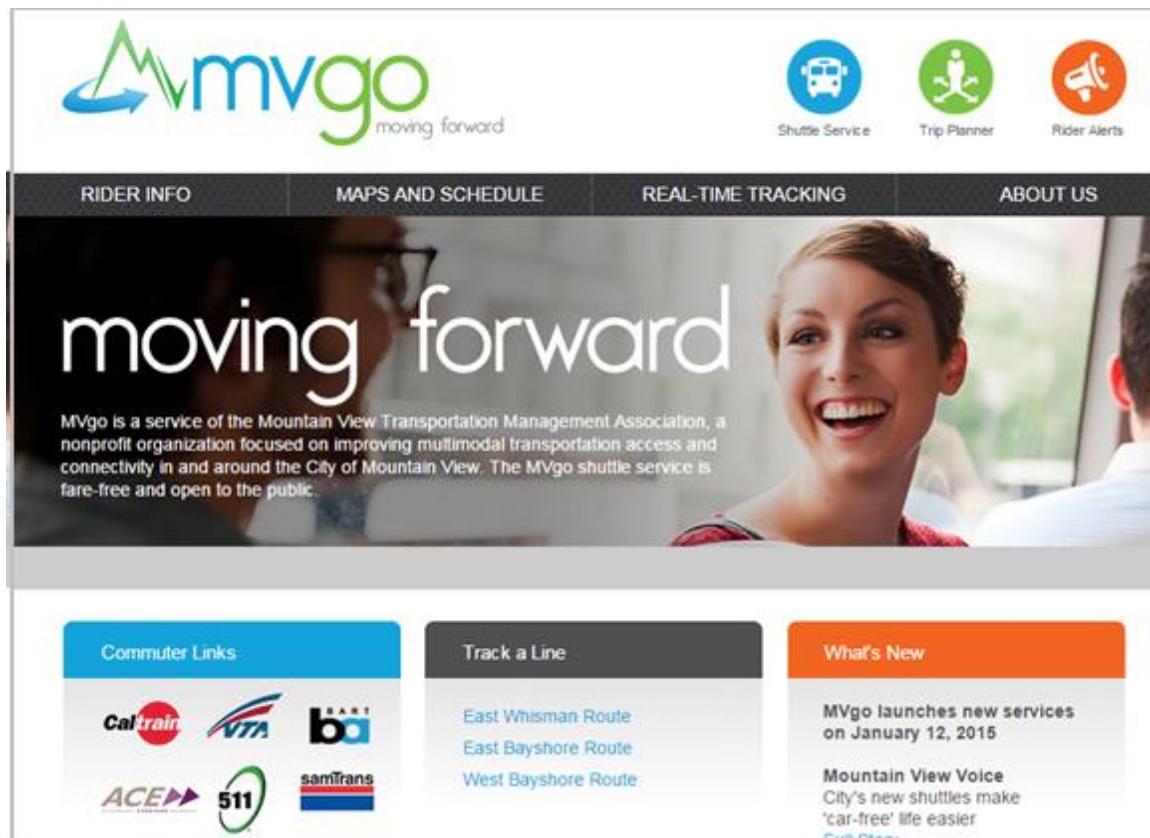 mvgo
moving forward
Shuttle Service
Trip Planner
Rider Alerts
RIDER INFO
MAPS AND SCHEDULE
REAL-TIME TRACKING
ABOUT US
moving forward
MVgo is a service of the Mountain View Transportation Management Association, a
nonprofit organization focused on improving multimodal transportation access and
connectivity in and around the City of Mountain View. The MVgo shuttle service is
fare-free and open to the public.
Commuter Links
Caltrain
VTA
BART
ba
ACE
511
samTrans
Track a Line
East Whisman Route
East Bayshore Route
West Bayshore Route
What's New
MVgo launches new services
on January 12, 2015
Mountain View Voice
City's new shuttles make
'car-free' life easier
Full Story